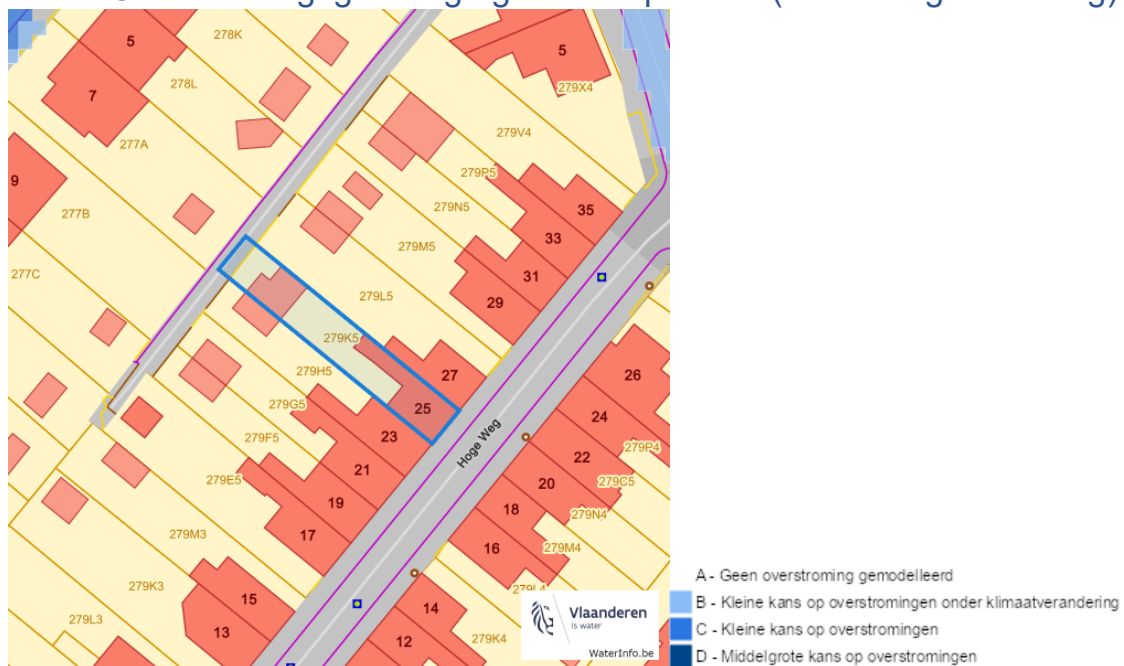 5
278K
278L
7
277A
5
279X4
279V4
9
279P5
277B
279N5
35
33
279M5
277C
31
279L5
29
279K5
27
26
279H5
25
24
279G5
23
Hoge Weg
279F5
22
279P4
21
279E5
20
279C5
19
18
279N4
17
279M3
16
279M4
279K3
279L4
15
14
279L3
13
12
279K4
Vlaanderen
is water
WaterInfo.be
A - Geen overstroming gemodelleerd
B - Kleine kans op overstromingen onder klimaatverandering
C - Kleine kans op overstromingen
D - Middelgrote kans op overstromingen